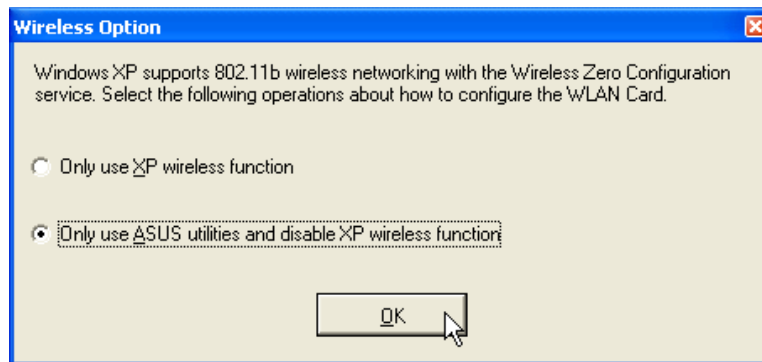 Wireless Option
Windows XP supports 802.11b wireless networking with the Wireless Zero Configuration
service. Select the following operations about how to configure the WLAN Card.
Only use XP wireless function
Only use ASUS utilities and disable XP wireless function
OK